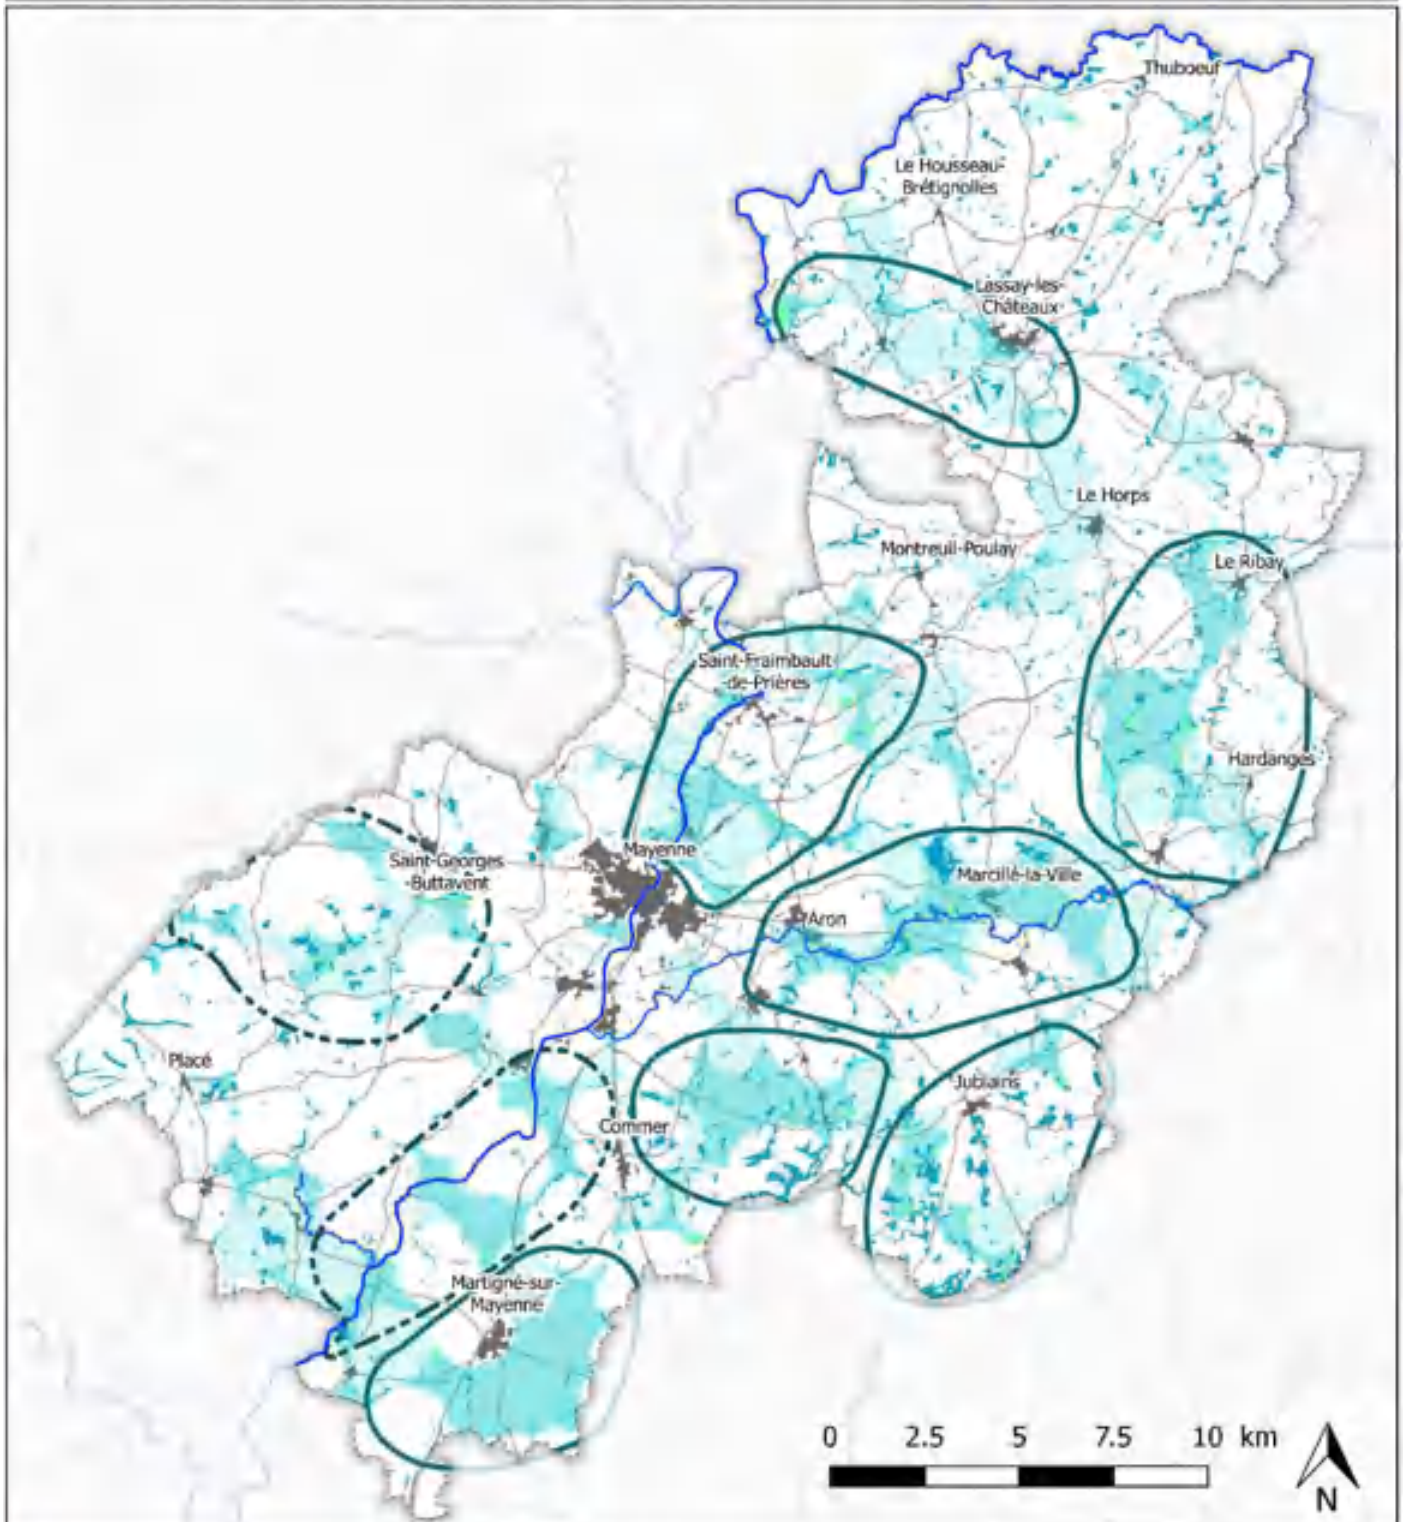 Thuboeuf
Le Housseau-
Brétignolles
Lassay-les-
Châteaux
Le Horps
Montreuil-Poulay
Le Ribay
Saint-Fraimbault
-de-Prières
Hardanges
Mayenne
Saint-Georges
-Buttavent
Marcillé-la-Ville
Aron
Placé
Jublains
Commer
Martigné-sur-
Mayenne
0 2.5 5 7.5 10 km
N